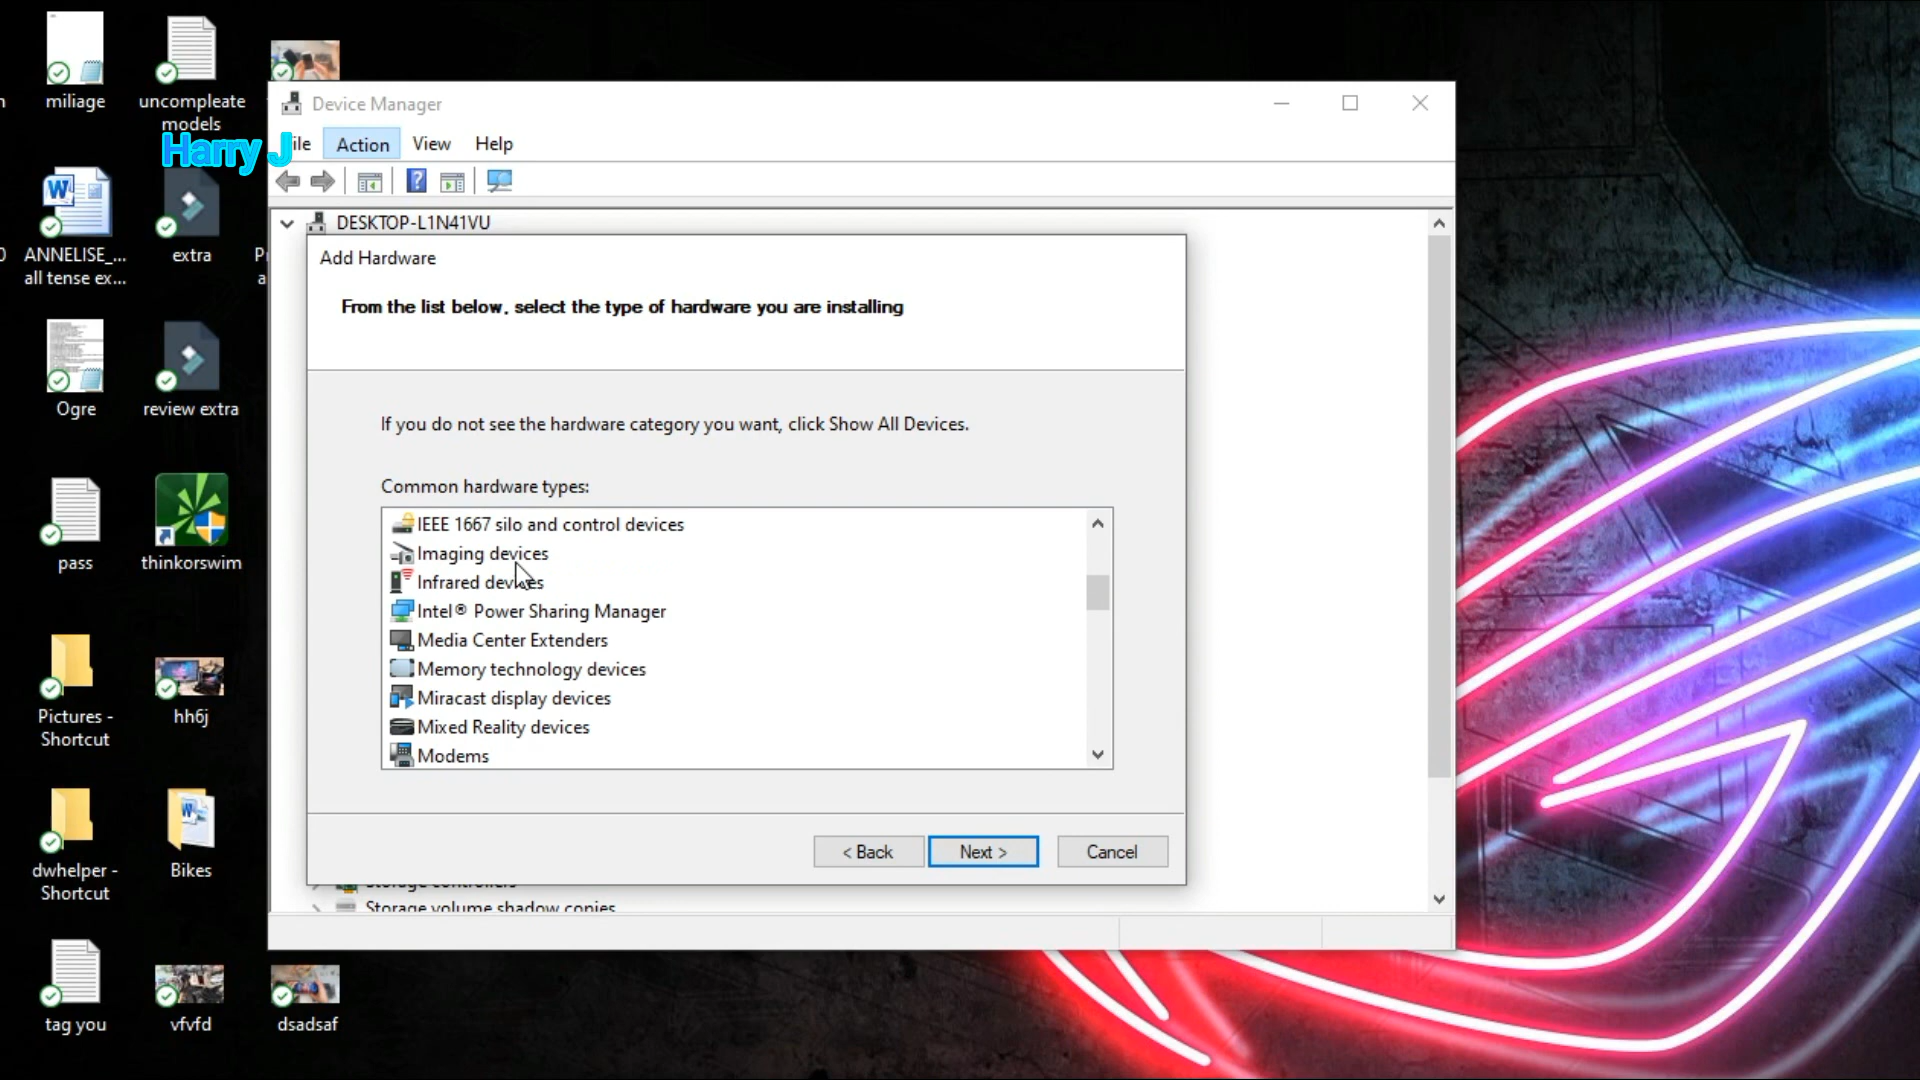 miliage
uncompleate
models
Harry J
ANNELISE_...
all tense ex...
extra
Ogre
review extra
pass
thinkorswim
Pictures -
Shortcut
hh6j
dwhelper -
Shortcut
Bikes
tag you
vfvfd
dsadsaf
Device Manager
ile
Action
View
Help
DESKTOP-L1N41VU
Add Hardware
From the list below, select the type of hardware you are installing
If you do not see the hardware category you want, click Show All Devices.
Common hardware types:
IEEE 1667 silo and control devices
Imaging devices
Infrared devices
Intel® Power Sharing Manager
Media Center Extenders
Memory technology devices
Miracast display devices
Mixed Reality devices
Modems
< Back
Next >
Cancel
Storage controllers
Storage volume shadow copies